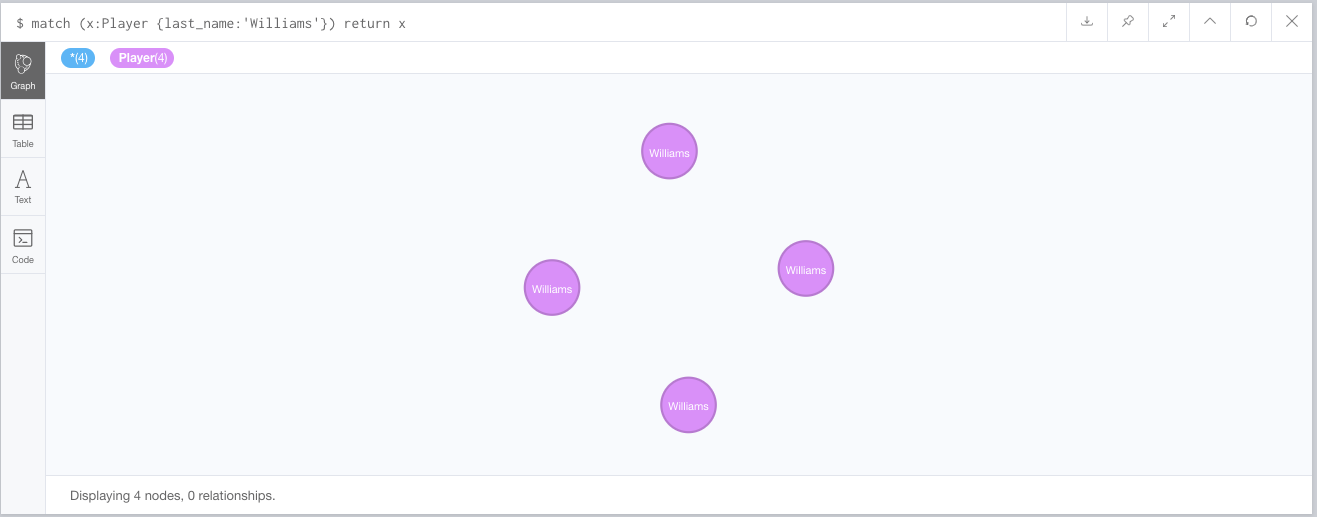 $ match (x:Player {last_name:'Williams'}) return x
*(4) Player(4)
Graph
Table
Text
Code
Williams
Williams
Williams
Williams
Displaying 4 nodes, 0 relationships.